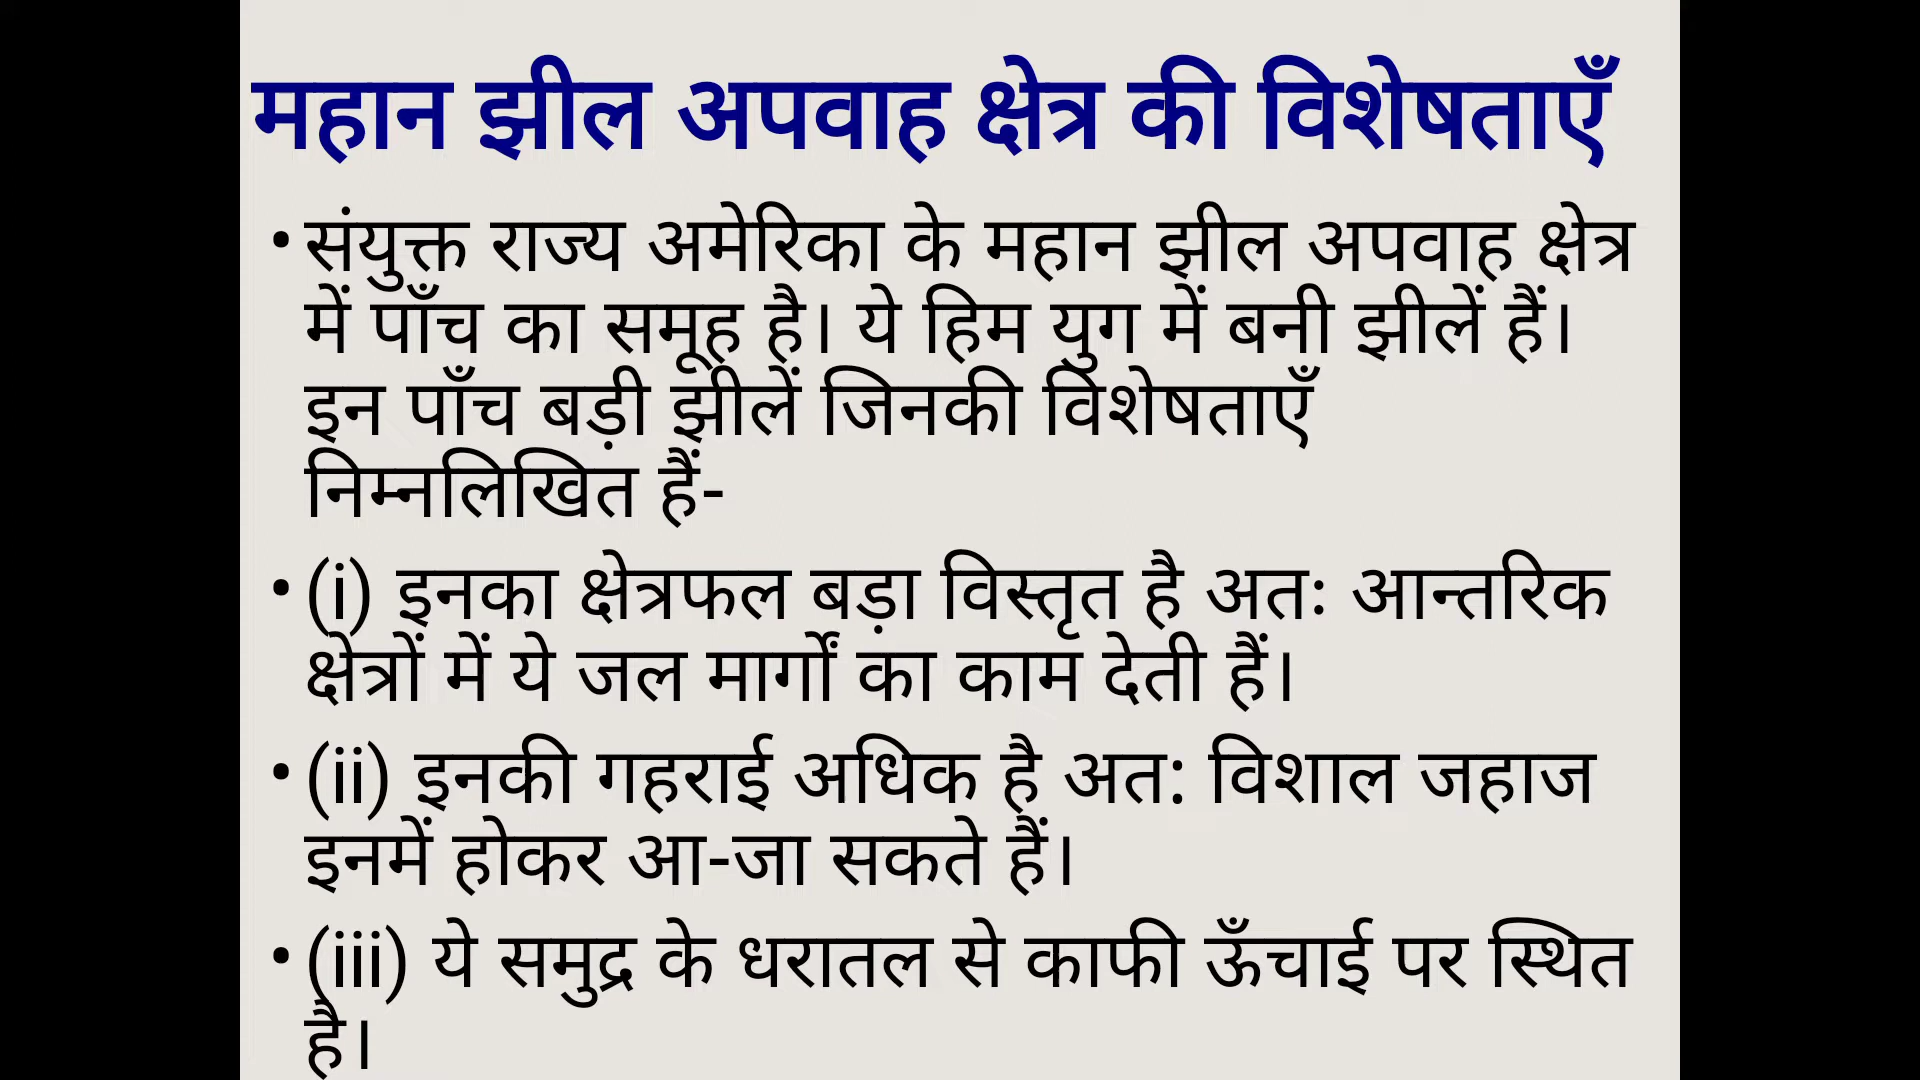 महान झील अपवाह क्षेत्र की विशेषताएँ
• संयुक्त राज्य अमेरिका के महान झील अपवाह क्षेत्र
में पाँच का समूह है। ये हिम युग में बनी झीलें हैं।
इन पाँच बड़ी झीलें जिनकी विशेषताएँ
निम्नलिखित हैं-
• (i) इनका क्षेत्रफल बड़ा विस्तृत है अतः आन्तरिक
क्षेत्रों में ये जल मार्गों का काम देती हैं।
• (ii) इनकी गहराई अधिक है अत: विशाल जहाज
इनमें होकर आ-जा सकते हैं।
• (iii) ये समुद्र के धरातल से काफी ऊँचाई पर स्थित
है।